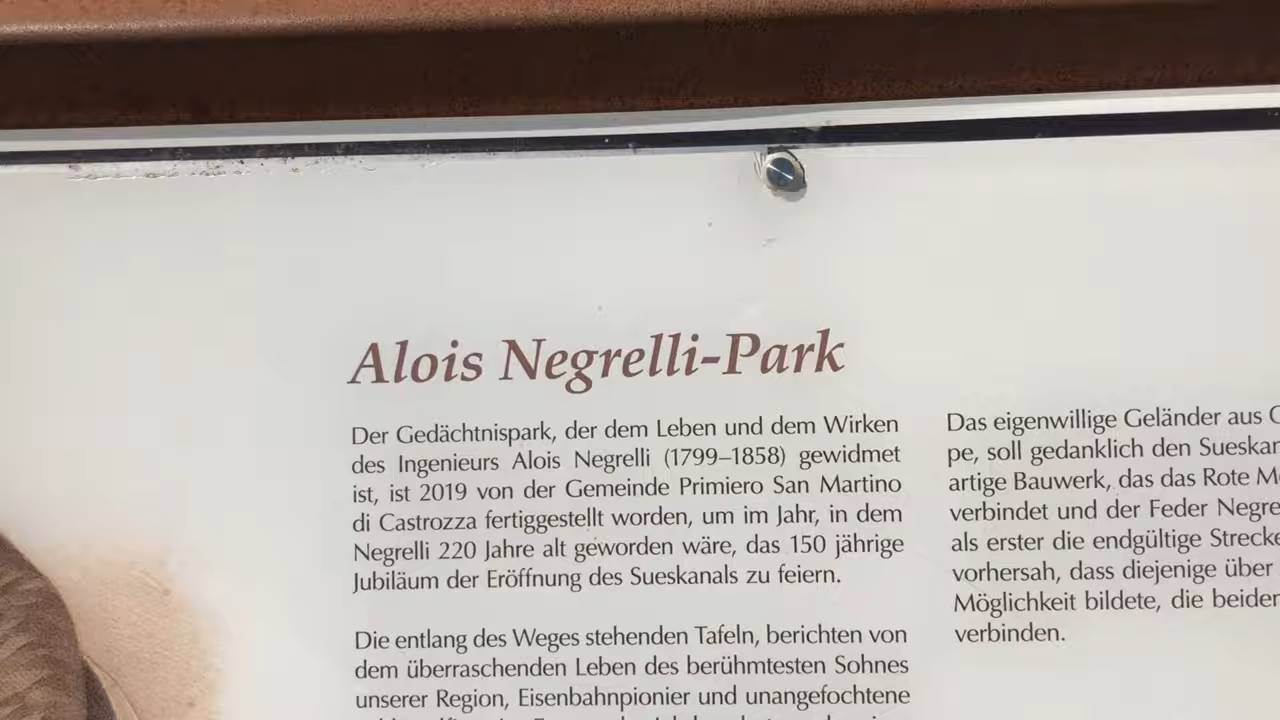 Alois Negrelli-Park
Der Gedächtnispark, der dem Leben und dem Wirken
des Ingenieurs Alois Negrelli (1799–1858) gewidmet
ist, ist 2019 von der Gemeinde Primiero San Martino
di Castrozza fertiggestellt worden, um im Jahr, in dem
Negrelli 220 Jahre alt geworden wäre, das 150 jährige
Jubiläum der Eröffnung des Sueskanals zu feiern.
Die entlang des Weges stehenden Tafeln, berichten von
dem überraschenden Leben des berühmtesten Sohnes
unserer Region, Eisenbahnpionier und unangefochtene
Das eigenwillige Geländer aus
pe, soll gedanklich den
artige Bauwerk, das das Rote
verbindet und der Feder
als erster die endgültige Strecke
vorhersah, dass diejenige über
Möglichkeit bildete, die beiden
verbinden.